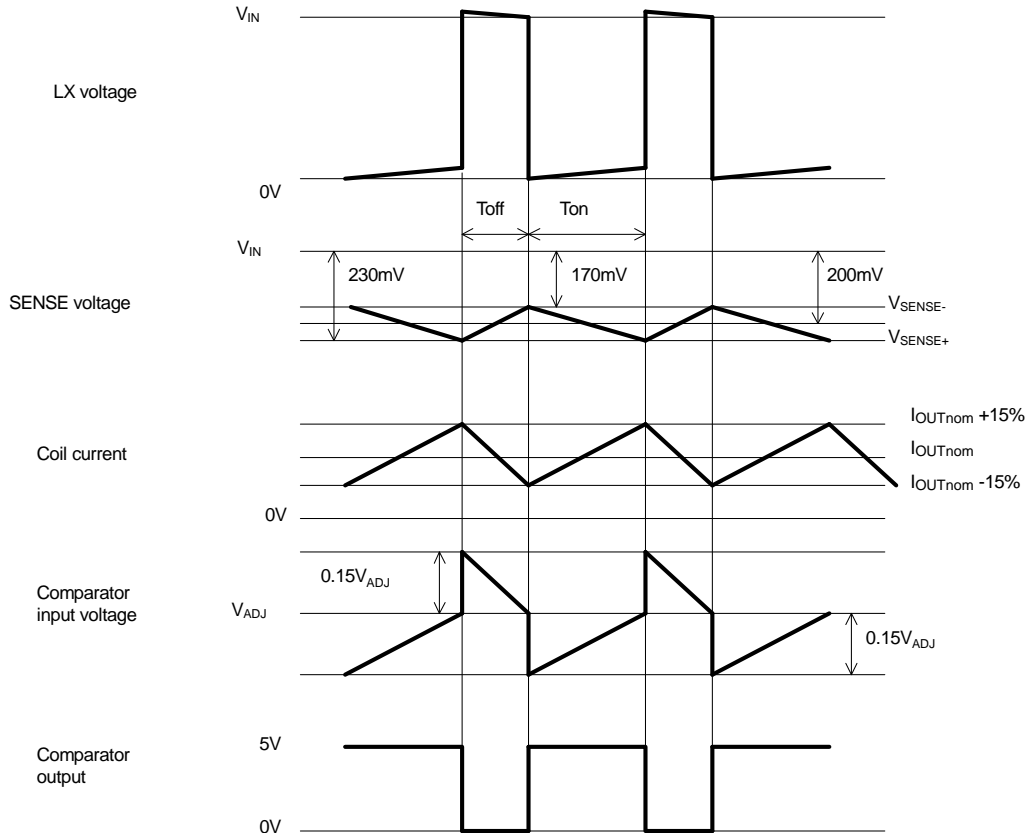 VIN
LX voltage
0V
Toff
Ton
VIN
230mV
170mV
200mV
SENSE voltage
VSENSE-
VSENSE+
IOUTnom +15%
Coil current
IOUTnom
IOUTnom -15%
0V
0.15VADJ
Comparator
input voltage
VADJ
0.15VADJ
5V
Comparator
output
0V